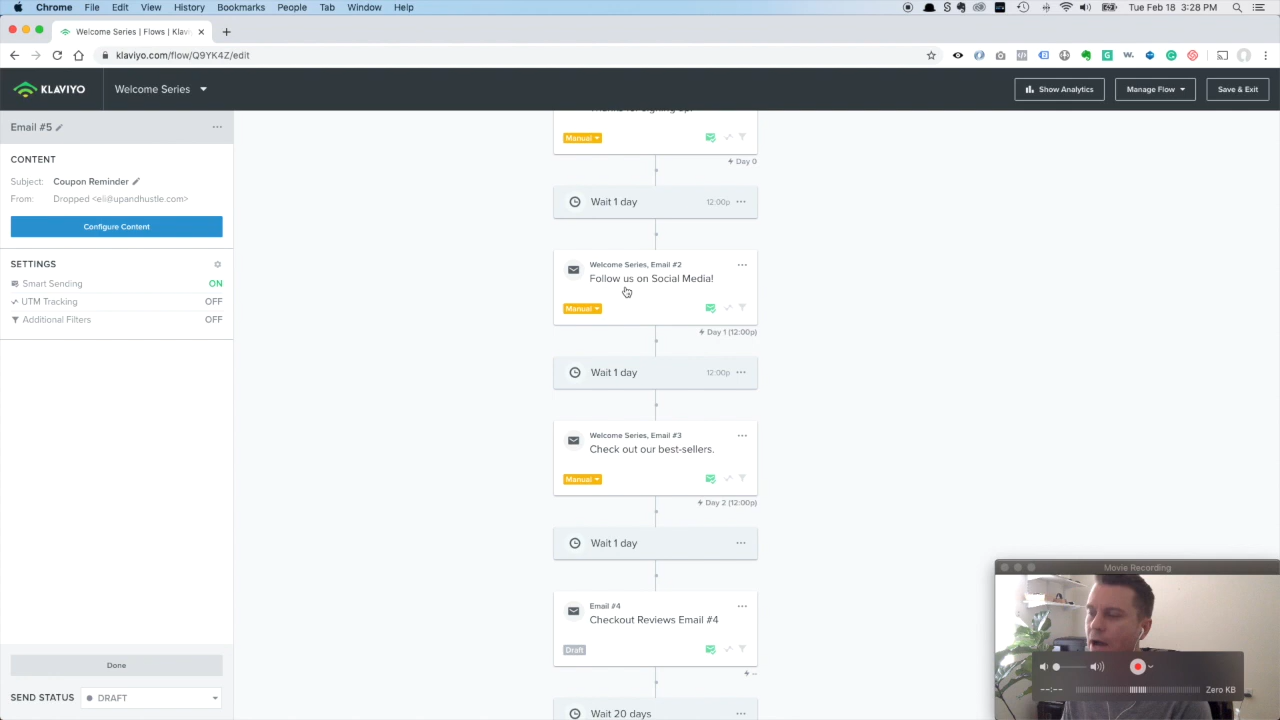 Chrome File Edit View History Bookmarks People Tab Window Help Tue Feb 18 3:28 PM
Welcome Series | Flows | Klavi
klaviyo.com/flow/Q9YK4Z/edit
KLAVIYO Welcome Series Show Analytics Manage Flow Save & Exit
Email #5
CONTENT
Subject: Coupon Reminder
From: Dropped <eli@upandhustle.com>
Configure Content
SETTINGS
Smart Sending ON
UTM Tracking OFF
Additional Filters OFF
Done
SEND STATUS DRAFT
Manual
Day 0
Wait 1 day 12:00p
Welcome Series, Email #2
Follow us on Social Media!
Manual
Day 1 (12:00p)
Wait 1 day 12:00p
Welcome Series, Email #3
Check out our best-sellers.
Manual
Day 2 (12:00p)
Wait 1 day
Email #4
Checkout Reviews Email #4
Draft
Wait 20 days
Movie Recording
--:-- Zero KB